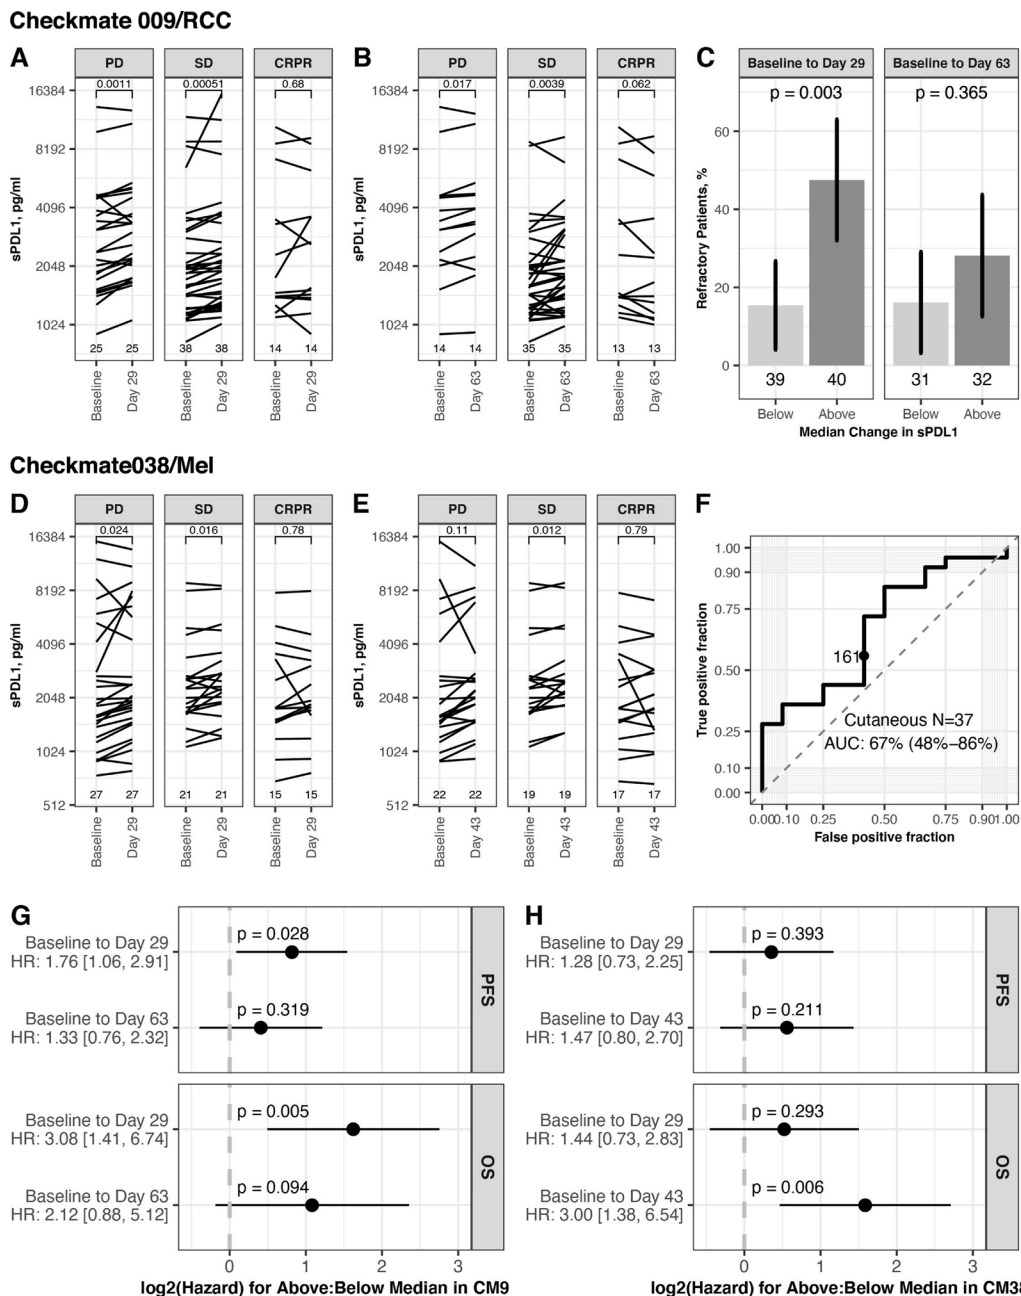 Checkmate 009/RCC
A
PD SD CRPR
0.0011 0.00051 0.68
16384
8192
4096
2048
1024
sPDL1, pg/ml
25 25 38 38 14 14
Baseline Day 29 Baseline Day 29 Baseline Day 29
B
PD SD CRPR
0.017 0.0039 0.062
16384
8192
4096
2048
1024
sPDL1, pg/ml
14 14 35 35 13 13
Baseline Day 63 Baseline Day 63 Baseline Day 63
C
Baseline to Day 29 Baseline to Day 63
p = 0.003 p = 0.365
60
40
20
0
Refractory Patients, %
39 40 31 32
Below Above Below Above
Median Change in sPDL1
Checkmate038/Mel
D
PD SD CRPR
0.024 0.016 0.78
16384
8192
4096
2048
1024
512
sPDL1, pg/ml
27 27 21 21 15 15
Baseline Day 29 Baseline Day 29 Baseline Day 29
E
PD SD CRPR
0.11 0.012 0.79
16384
8192
4096
2048
1024
512
sPDL1, pg/ml
22 22 19 19 17 17
Baseline Day 43 Baseline Day 43 Baseline Day 43
F
1.00
0.90
0.75
0.50
0.25
0.10
0.00
True positive fraction
161
Cutaneous N=37
AUC: 67% (48%−86%)
0.00 0.10 0.25 0.50 0.75 0.90 1.00
False positive fraction
G
Baseline to Day 29
HR: 1.76 [1.06, 2.91]
p = 0.028
Baseline to Day 63
HR: 1.33 [0.76, 2.32]
p = 0.319
PFS
Baseline to Day 29
HR: 3.08 [1.41, 6.74]
p = 0.005
Baseline to Day 63
HR: 2.12 [0.88, 5.12]
p = 0.094
OS
0 1 2 3
log2(Hazard) for Above:Below Median in CM9
H
Baseline to Day 29
HR: 1.28 [0.73, 2.25]
p = 0.393
Baseline to Day 43
HR: 1.47 [0.80, 2.70]
p = 0.211
PFS
Baseline to Day 29
HR: 1.44 [0.73, 2.83]
p = 0.293
Baseline to Day 43
HR: 3.00 [1.38, 6.54]
p = 0.006
OS
0 1 2 3
log2(Hazard) for Above:Below Median in CM38